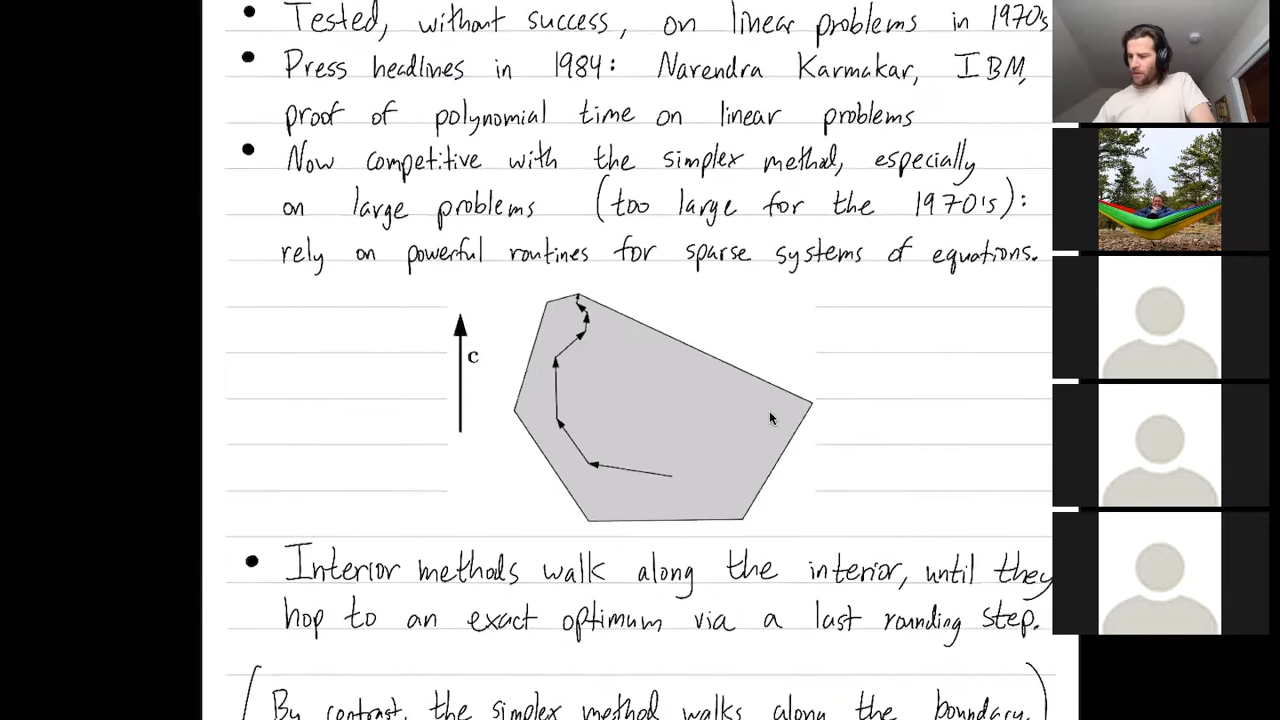 • Tested, without success, on linear problems in 1970's
• Press headlines in 1984: Narendra Karmakar, IBM,
proof of polynomial time on linear problems
• Now competitive with the simplex method, especially
on large problems (too large for the 1970's):
rely on powerful routines for sparse systems of equations.
c
• Interior methods walk along the interior, until they
hop to an exact optimum via a last rounding step.
(By contrast, the simplex method walks along the boundary.)